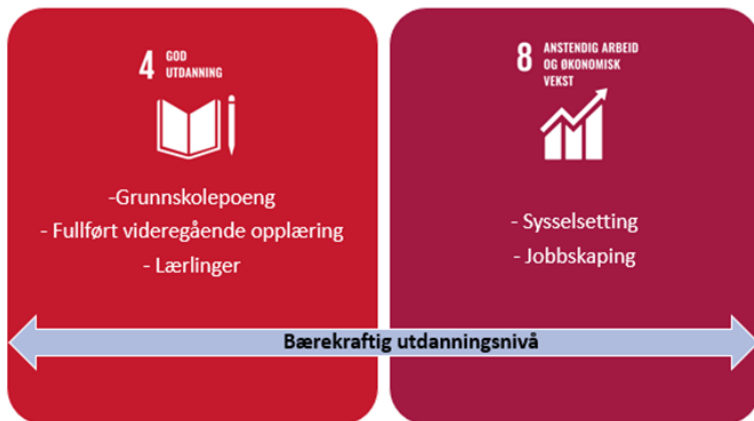 4 GOD
UTDANNING
-Grunnskolepoeng
- Fullført videregående opplæring
- Lærlinger
8 ANSTENDIG ARBEID
OG ØKONOMISK
VEKST
- Sysselsetting
- Jobbskaping
Bærekraftig utdanningsnivå